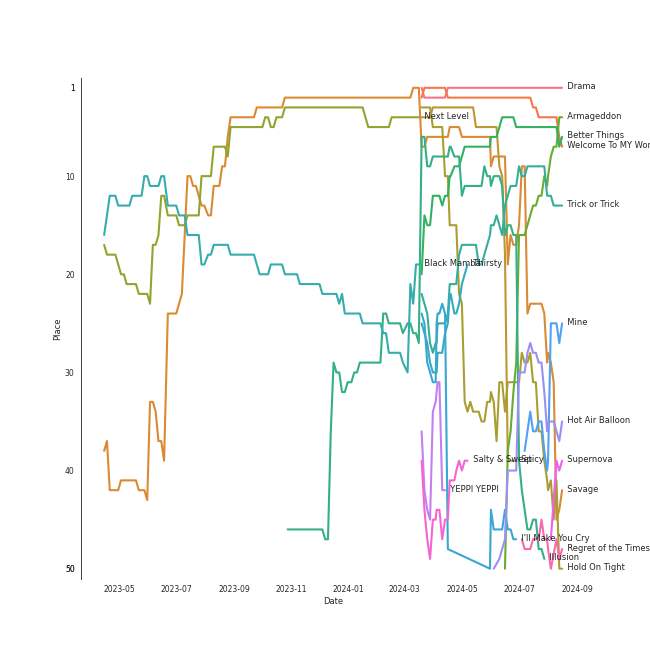 1
Drama
Next Level
Armageddon
Better Things
Welcome To MY Wor
10
Trick or Trick
20
Black Mamba
Thirsty
Place
Mine
30
Hot Air Balloon
40
Salty & Sweet
Spicy
Supernova
YEPPI YEPPI
Savage
I'll Make You Cry
Regret of the Times
Illusion
50
Hold On Tight
2023-05
2023-07
2023-09
2023-11
2024-01
2024-03
2024-05
2024-07
2024-09
Date